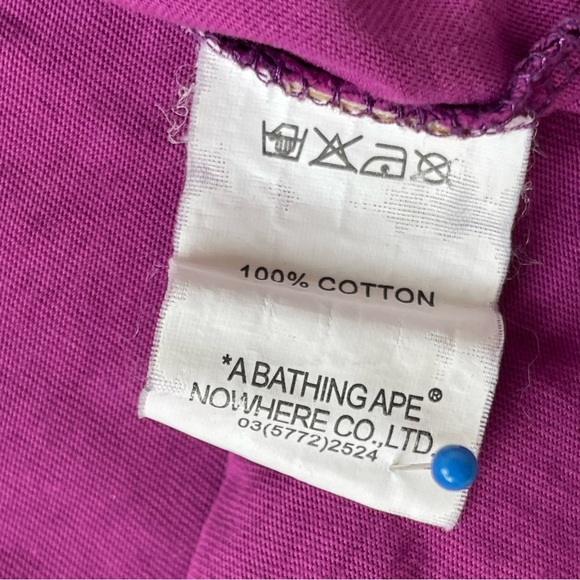 100% COTTON
*A BATHING APE®
NOWHERE CO.,LTD.
03(5772)2524